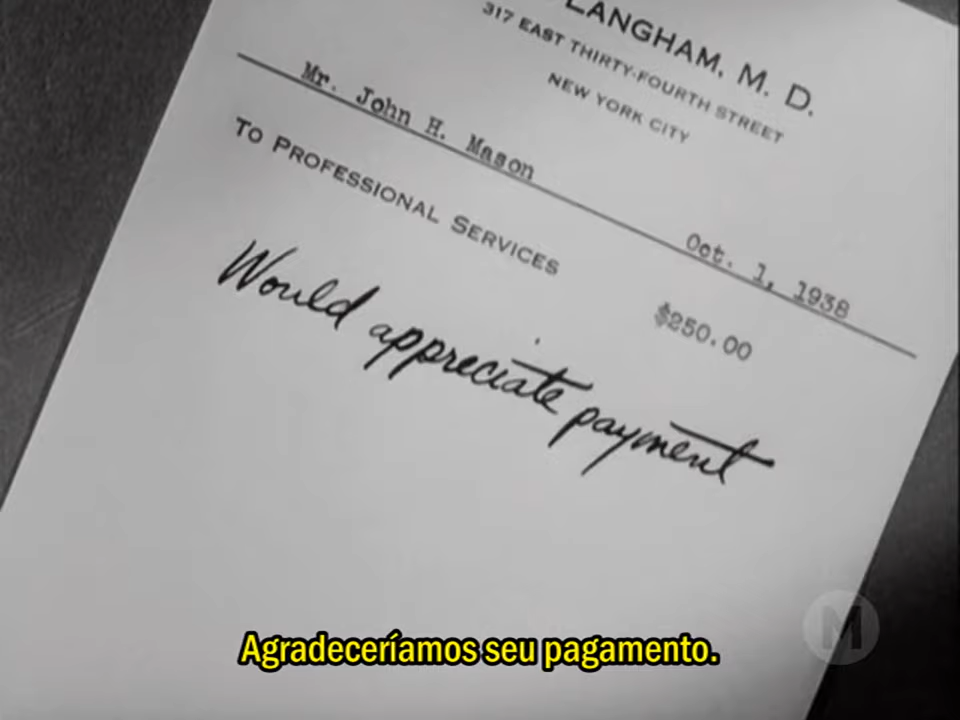 LANGHAM, M. D.
317 EAST THIRTY-FOURTH STREET
NEW YORK CITY
Mr. John H. Mason
Oct. 1, 1938
TO PROFESSIONAL SERVICES
$250.00
Would appreciate payment
Agradeceríamos seu pagamento.
M